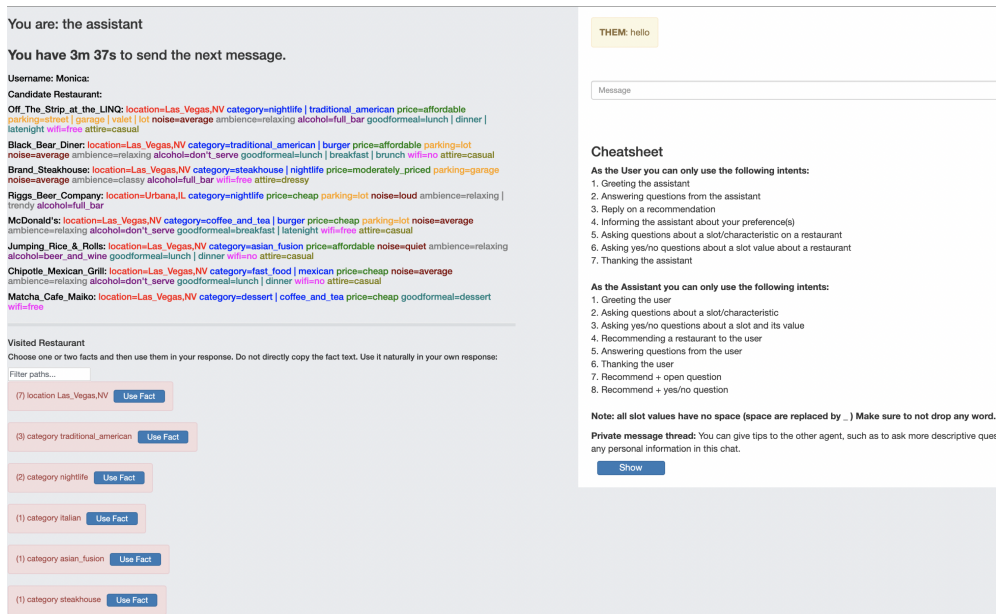 You are: the assistant
You have 3m 37s to send the next message.
Username: Monica:
Candidate Restaurant:
Off_The_Strip_at_the_LINQ: location=Las_Vegas,NV category=nightlife | traditional_american price=affordable
parking=street | garage | valet | lot noise=average ambience=relaxing alcohol=full_bar goodformeal=lunch | dinner |
latenight wifi=free attire=casual
Black_Bear_Diner: location=Las_Vegas,NV category=traditional_american | burger price=affordable parking=lot
noise=average ambience=relaxing alcohol=don't_serve goodformeal=lunch | breakfast | brunch wifi=no attire=casual
Brand_Steakhouse: location=Las_Vegas,NV category=steakhouse | nightlife price=moderately_priced parking=garage
noise=average ambience=classy alcohol=full_bar wifi=free attire=dressy
Riggs_Beer_Company: location=Urbana,IL category=nightlife price=cheap parking=lot noise=loud ambience=relaxing |
trendy alcohol=full_bar
McDonald's: location=Las_Vegas,NV category=coffee_and_tea | burger price=cheap parking=lot noise=average
ambience=relaxing alcohol=don't_serve goodformeal=breakfast | latenight wifi=free attire=casual
Jumping_Rice_&_Rolls: location=Las_Vegas,NV category=asian_fusion price=affordable noise=quiet ambience=relaxing
alcohol=beer_and_wine goodformeal=lunch | dinner wifi=no attire=casual
Chipotle_Mexican_Grill: location=Las_Vegas,NV category=fast_food | mexican price=cheap noise=average
ambience=relaxing alcohol=don't_serve goodformeal=lunch | dinner wifi=no attire=casual
Matcha_Cafe_Maiko: location=Las_Vegas,NV category=dessert | coffee_and_tea price=cheap goodformeal=dessert
wifi=free
Visited Restaurant
Choose one or two facts and then use them in your response. Do not directly copy the fact text. Use it naturally in your own response:
Filter paths...
(7) location Las_Vegas,NV Use Fact
(3) category traditional_american Use Fact
(2) category nightlife Use Fact
(1) category italian Use Fact
(1) category asian_fusion Use Fact
(1) category steakhouse Use Fact
THEM: hello
Message
Cheatsheet
As the User you can only use the following intents:
1. Greeting the assistant
2. Answering questions from the assistant
3. Reply on a recommendation
4. Informing the assistant about your preference(s)
5. Asking questions about a slot/characteristic on a restaurant
6. Asking yes/no questions about a slot value about a restaurant
7. Thanking the assistant
As the Assistant you can only use the following intents:
1. Greeting the user
2. Asking questions about a slot/characteristic
3. Asking yes/no questions about a slot and its value
4. Recommending a restaurant to the user
5. Answering questions from the user
6. Thanking the user
7. Recommend + open question
8. Recommend + yes/no question
Note: all slot values have no space (space are replaced by _ ) Make sure to not drop any word.
Private message thread: You can give tips to the other agent, such as to ask more descriptive ques
any personal information in this chat.
Show